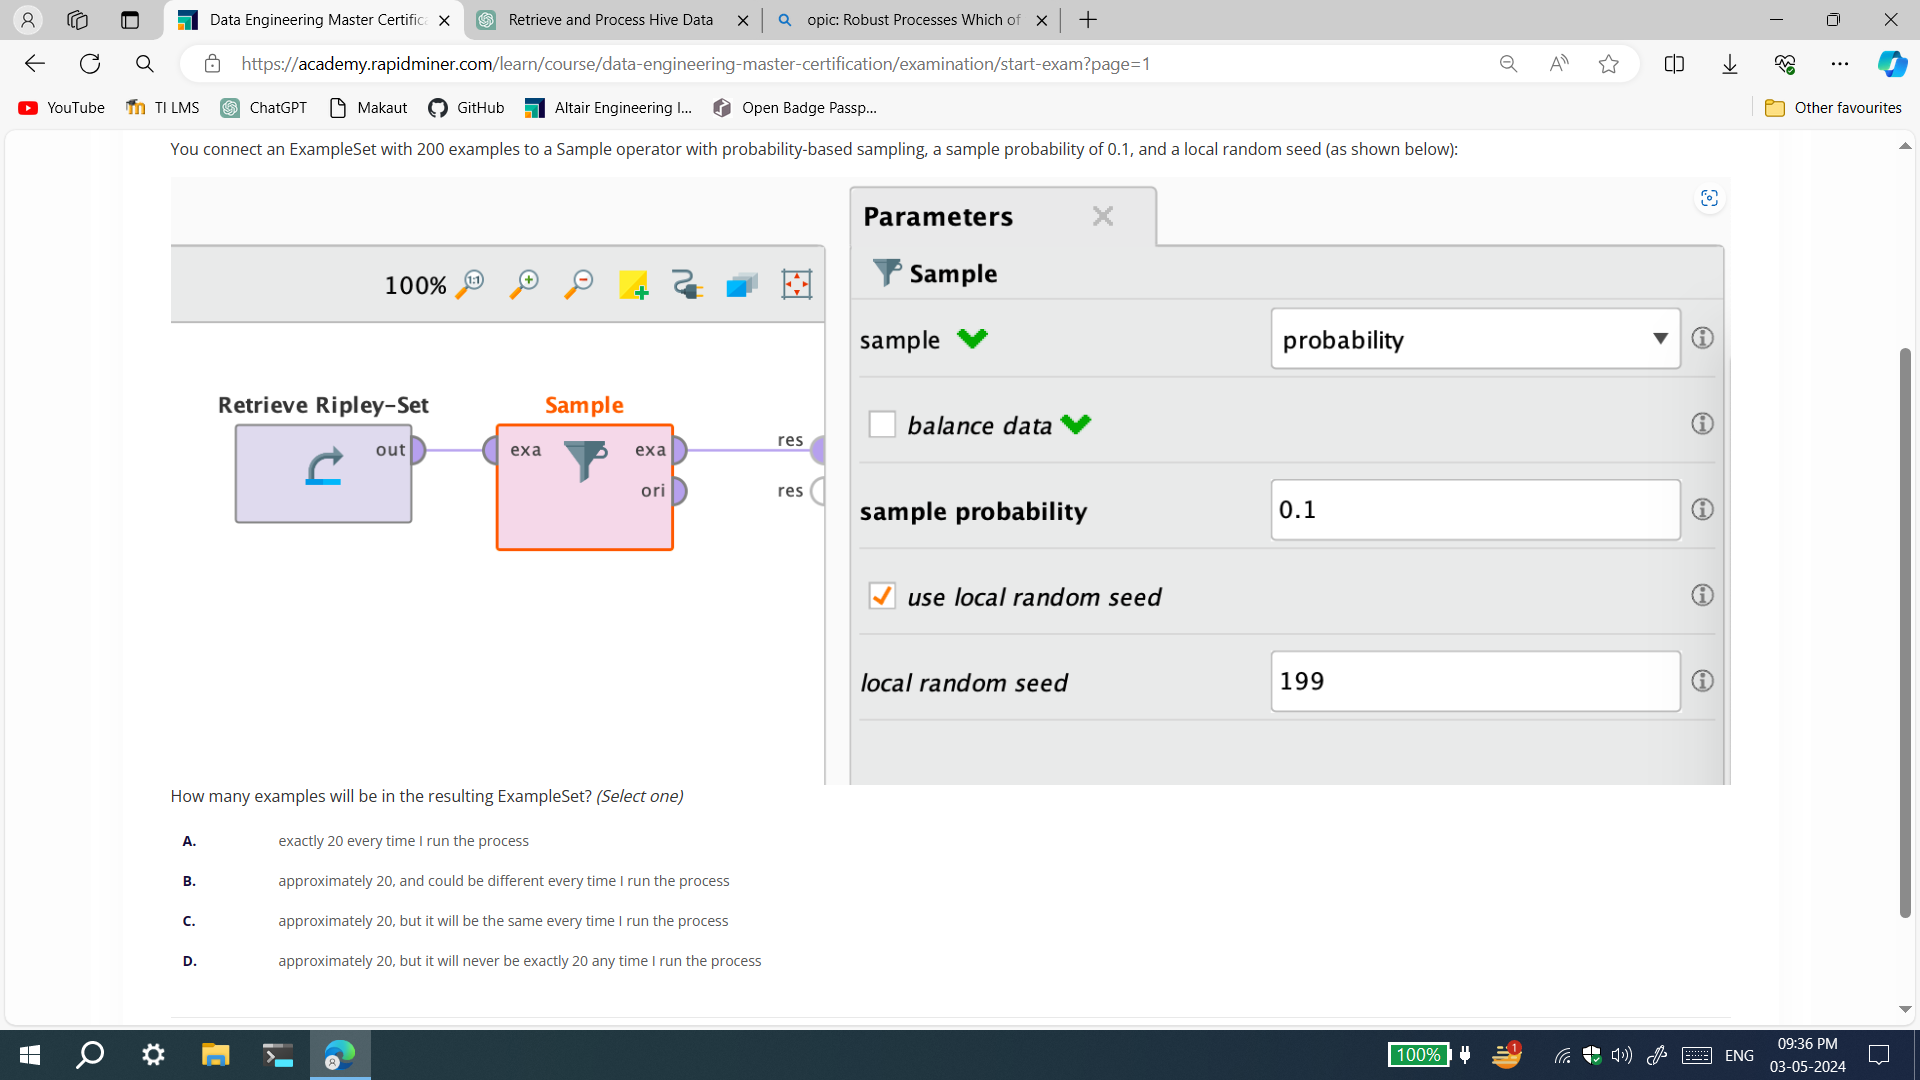 Data Engineering Master Certific
Retrieve and Process Hive Data
opic: Robust Processes Which of
https://academy.rapidminer.com/learn/course/data-engineering-master-certification/examination/start-exam?page=1
YouTube
TI LMS
ChatGPT
Makaut
GitHub
Altair Engineering I...
Open Badge Passp...
Other favourites
You connect an ExampleSet with 200 examples to a Sample operator with probability-based sampling, a sample probability of 0.1, and a local random seed (as shown below):
Parameters
Sample
100%
1:1
sample
probability
Retrieve Ripley-Set
Sample
balance data
out
exa
exa
res
ori
res
sample probability
0.1
use local random seed
local random seed
199
How many examples will be in the resulting ExampleSet? (Select one)
A. exactly 20 every time I run the process
B. approximately 20, and could be different every time I run the process
C. approximately 20, but it will be the same every time I run the process
D. approximately 20, but it will never be exactly 20 any time I run the process
100%
1
ENG
09:36 PM
03-05-2024